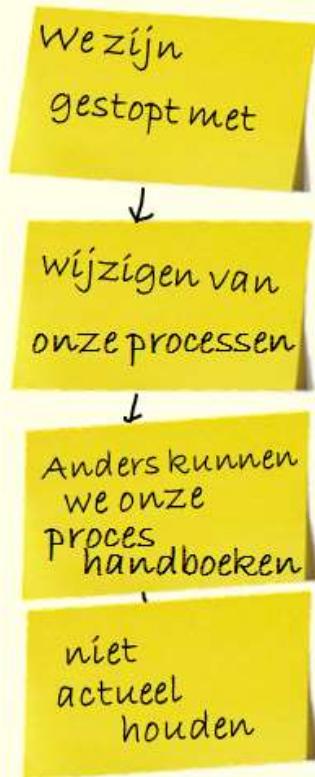 We zijn
gestopt met
wijzigen van
onze processen
Anders kunnen
we onze
proces
handboeken
niet
actueel
houden